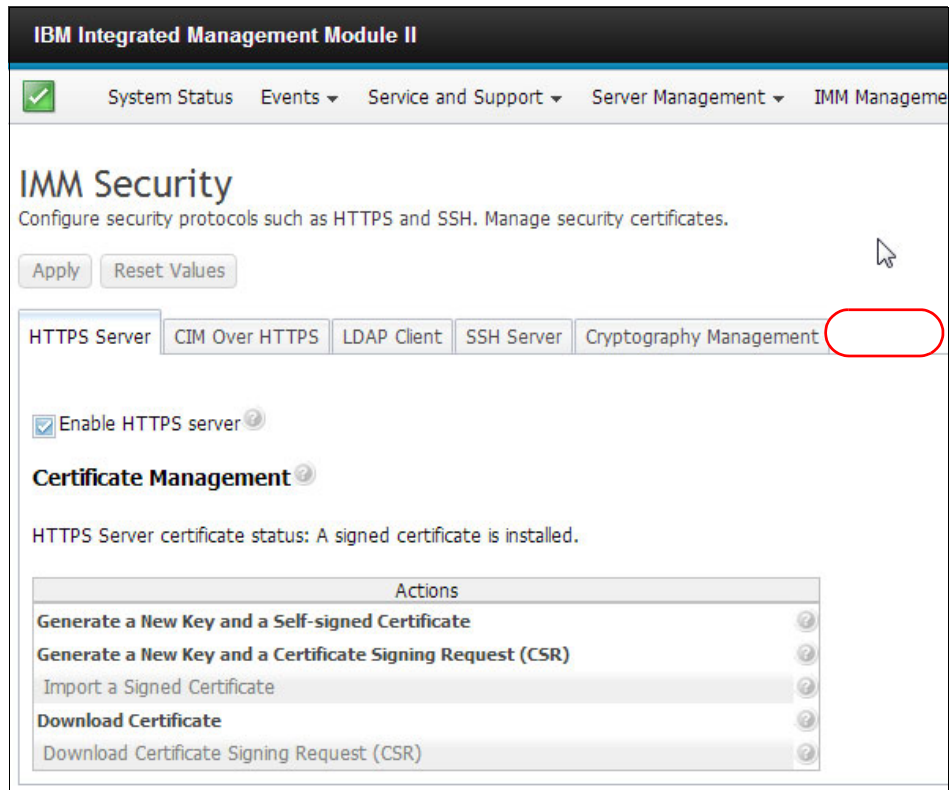 IBM Integrated Management Module II
System Status Events Service and Support Server Management IMM Manageme
IMM Security
Configure security protocols such as HTTPS and SSH. Manage security certificates.
Apply Reset Values
HTTPS Server CIM Over HTTPS LDAP Client SSH Server Cryptography Management
Enable HTTPS server ?
Certificate Management ?
HTTPS Server certificate status: A signed certificate is installed.
Actions
Generate a New Key and a Self-signed Certificate ?
Generate a New Key and a Certificate Signing Request (CSR) ?
Import a Signed Certificate ?
Download Certificate ?
Download Certificate Signing Request (CSR) ?